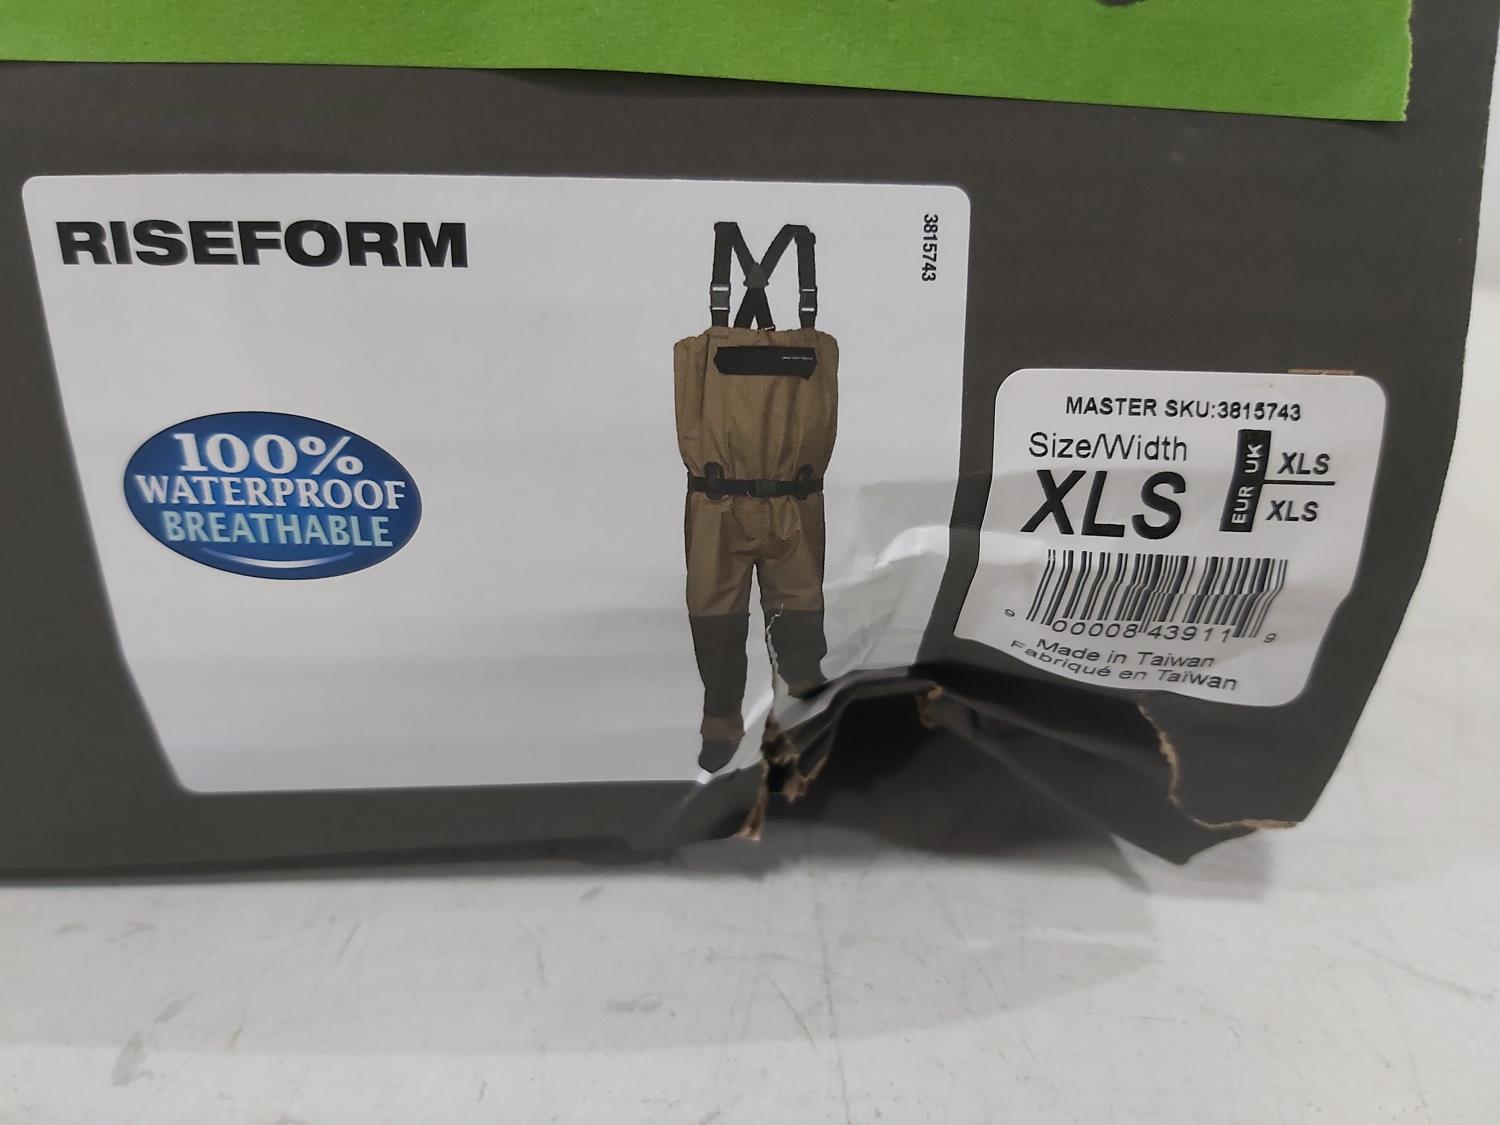 RISEFORM
3815743
100%
WATERPROOF
BREATHABLE
MASTER SKU:3815743
Size/Width
XLS
UK XLS
EUR XLS
9 00008 43911 9
Made in Taiwan
Fabriqué en Taïwan